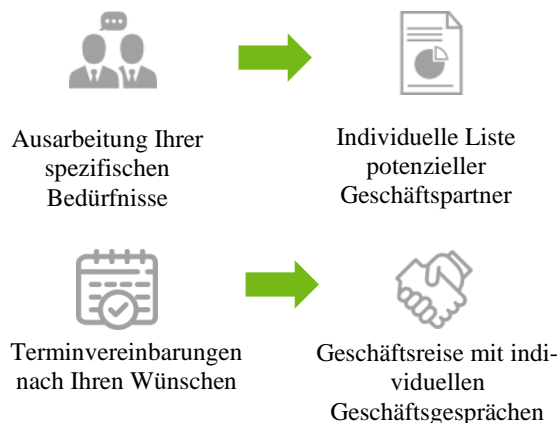 Ausarbeitung Ihrer
spezifischen
Bedürfnisse
Individuelle Liste
potenzieller
Geschäftspartner
Terminvereinbarungen
nach Ihren Wünschen
Geschäftsreise mit indi-
viduellen
Geschäftsgesprächen